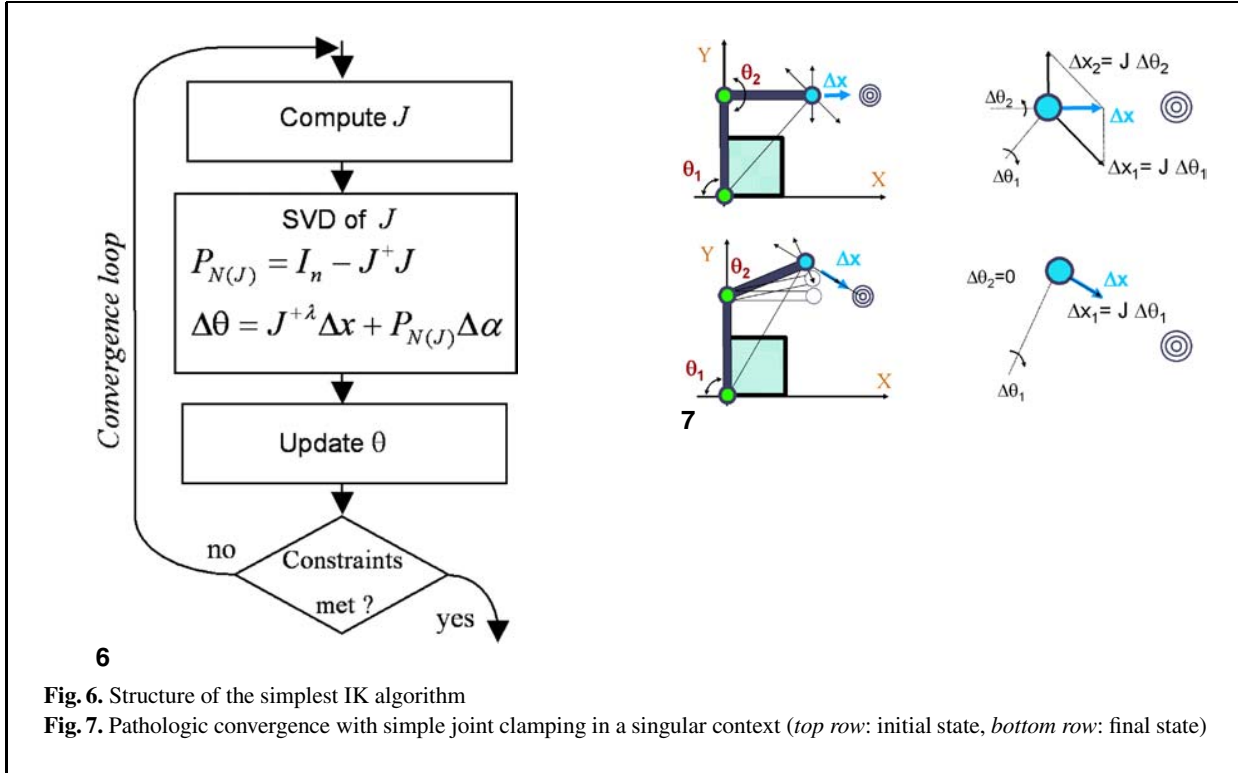 Convergence loop
Compute J
SVD of J
P_{N(J)} = I_n − J^+ J
Δθ = J^{+λ} Δx + P_{N(J)} Δα
Update θ
Constraints
met ?
no
yes
6
Y
θ₂
Δx
θ₁
X
Δx₂= J Δθ₂
Δθ₂
Δx
Δθ₁
Δx₁= J Δθ₁
Y
θ₂
Δx
θ₁
X
Δθ₂=0
Δx
Δx₁= J Δθ₁
Δθ₁
7
Fig. 6. Structure of the simplest IK algorithm
Fig. 7. Pathologic convergence with simple joint clamping in a singular context (top row: initial state, bottom row: final state)